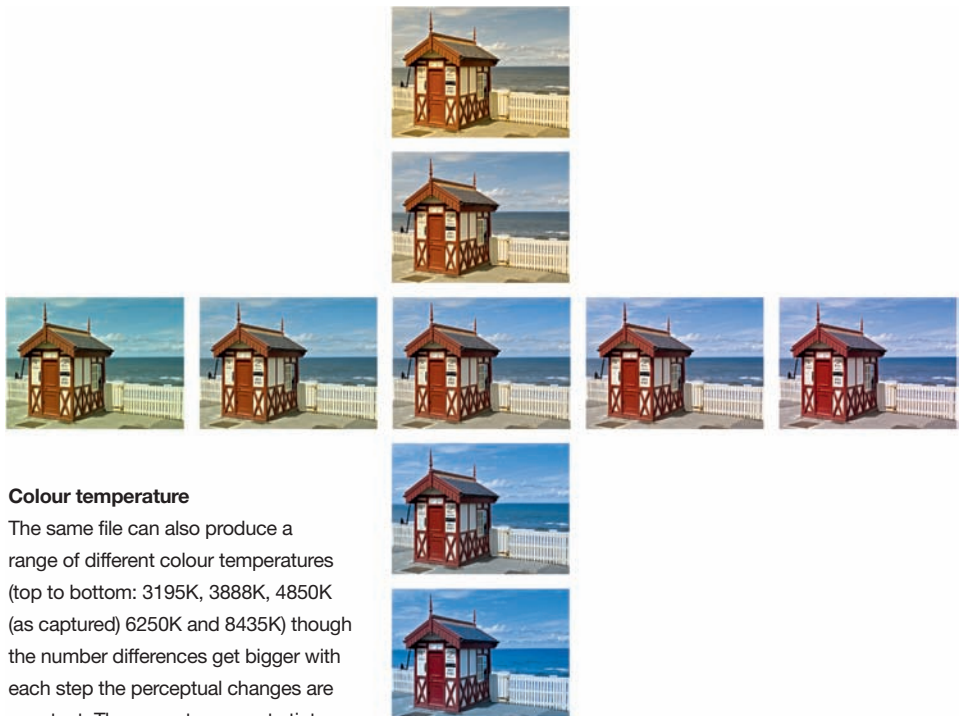 Colour temperature
The same file can also produce a
range of different colour temperatures
(top to bottom: 3195K, 3888K, 4850K
(as captured) 6250K and 8435K) though
the number differences get bigger with
each step the perceptual changes are